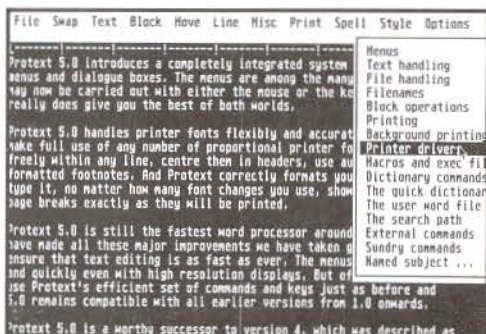 File Swap Text Block Move Line Misc Print Spell Style Options
Protext 5.0 introduces a completely integrated system
menus and dialogue boxes. The menus are among the many
may now be carried out with either the mouse or the ke
really does give you the best of both worlds.
Protext 5.0 handles printer fonts flexibly and accurat
make full use of any number of proportional printer fo
freely within any line, centre them in headers, use au
formatted footnotes. And Protext correctly formats you
type it, no matter how many font changes you use, show
page breaks exactly as they will be printed.
Protext 5.0 is still the fastest word processor around
have made all these major improvements we have taken g
ensure that text editing is as fast as ever. The menus
and quickly even with high resolution displays. But of
use Protext's efficient set of commands and keys just as before and
5.0 remains compatible with all earlier versions from 1.0 onwards.
Protext 5.0 is a worthy successor to version 4, which was described as
Menus
Text handling
File handling
Filenames
Block operations
Printing
Background printing
Printer drivers
Macros and exec fil
Dictionary commands
The quick dictionar
The user word file
The search path
External commands
Sundry commands
Named subject ...